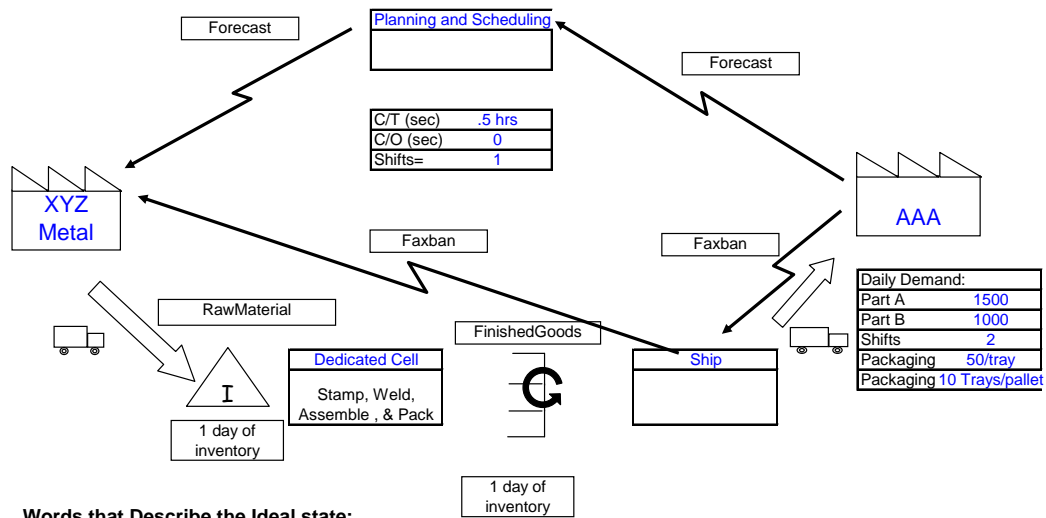 Forecast
Planning and Scheduling
Forecast
C/T (sec) .5 hrs
C/O (sec) 0
Shifts= 1
XYZ
Metal
AAA
Faxban
Faxban
Daily Demand:
Part A 1500
Part B 1000
Shifts 2
Packaging 50/tray
Packaging 10 Trays/pallet
RawMaterial
FinishedGoods
I
Dedicated Cell
Stamp, Weld,
Assemble , & Pack
Ship
1 day of
inventory
1 day of
inventory
Words that Describe the Ideal state: